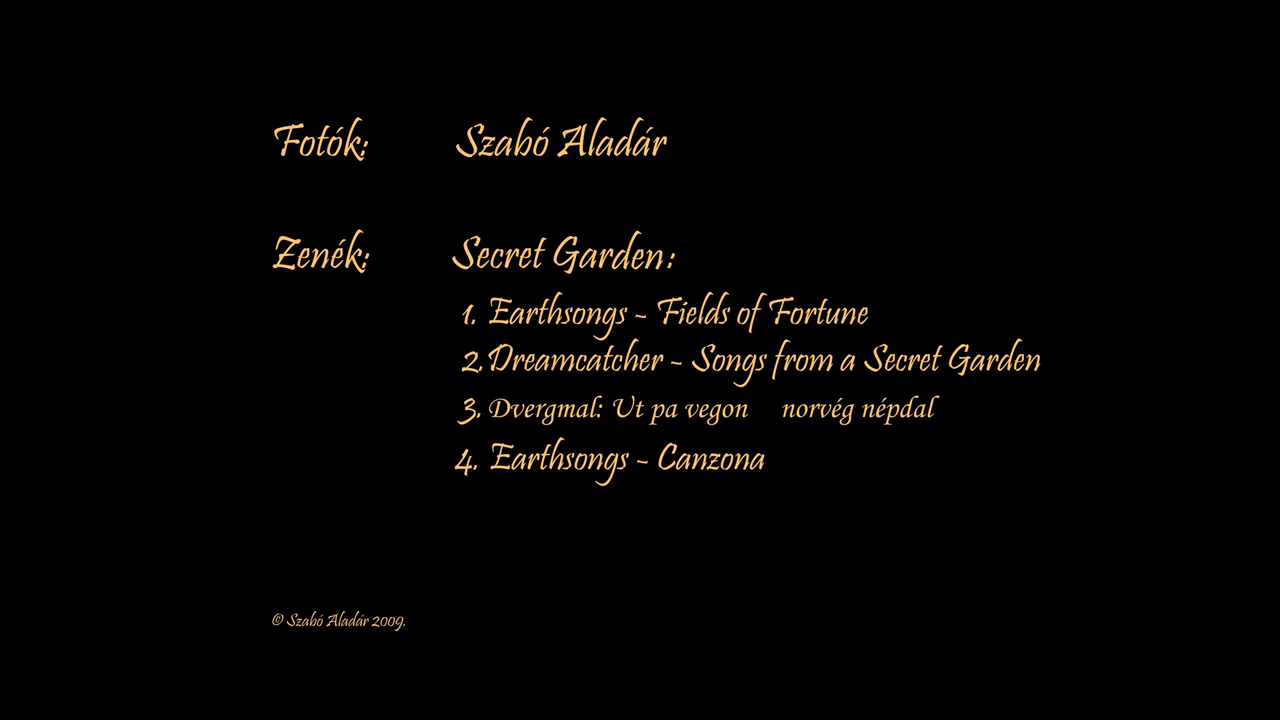 Fotók: Szabó Aladár
Zenék: Secret Garden:
1. Earthsongs - Fields of Fortune
2. Dreamcatcher - Songs from a Secret Garden
3. Dvergmal: Ut pa vegon norvég népdal
4. Earthsongs - Canzona
© Szabó Aladár 2009.